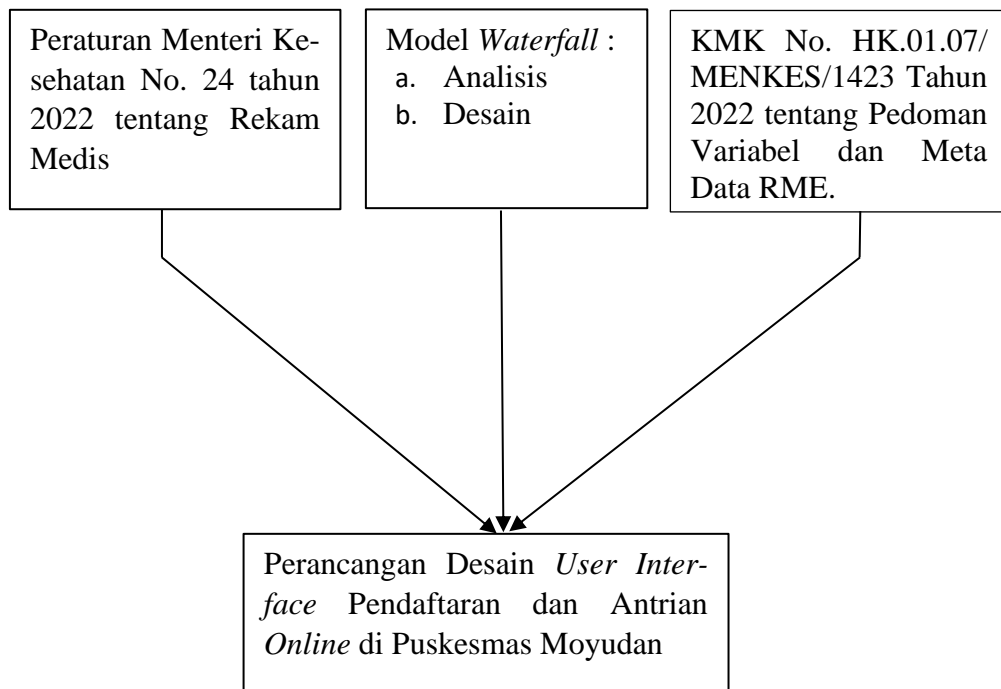 Peraturan Menteri Ke-
sehatan No. 24 tahun
2022 tentang Rekam
Medis
Model Waterfall :
a. Analisis
b. Desain
KMK No. HK.01.07/
MENKES/1423 Tahun
2022 tentang Pedoman
Variabel dan Meta
Data RME.
Perancangan Desain User Inter-
face Pendaftaran dan Antrian
Online di Puskesmas Moyudan